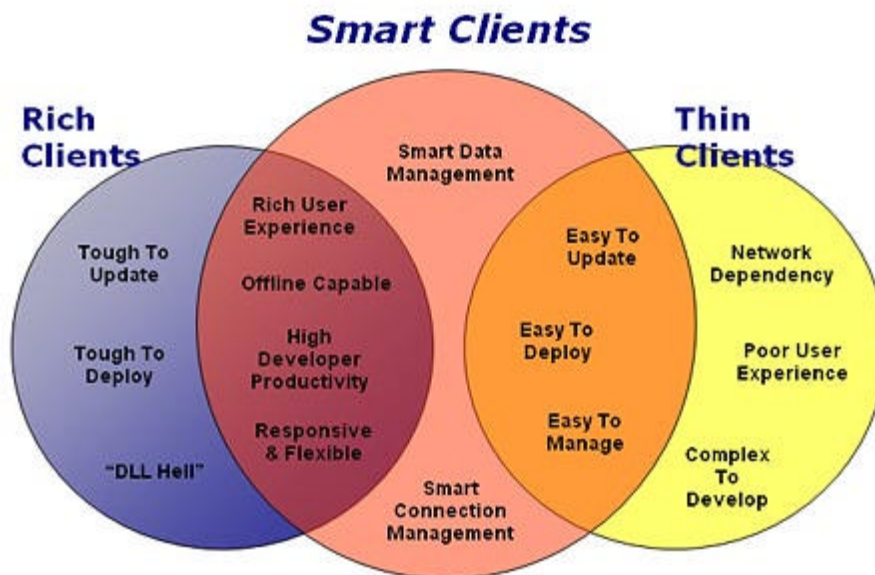 Smart Clients
Rich
Clients
Thin
Clients
Smart Data
Management
Rich User
Experience
Tough To
Update
Easy To
Update
Network
Dependency
Offline Capable
Tough To
Deploy
High
Developer
Productivity
Easy To
Deploy
Poor User
Experience
Responsive
& Flexible
Easy To
Manage
"DLL Hell"
Smart
Connection
Management
Complex
To
Develop